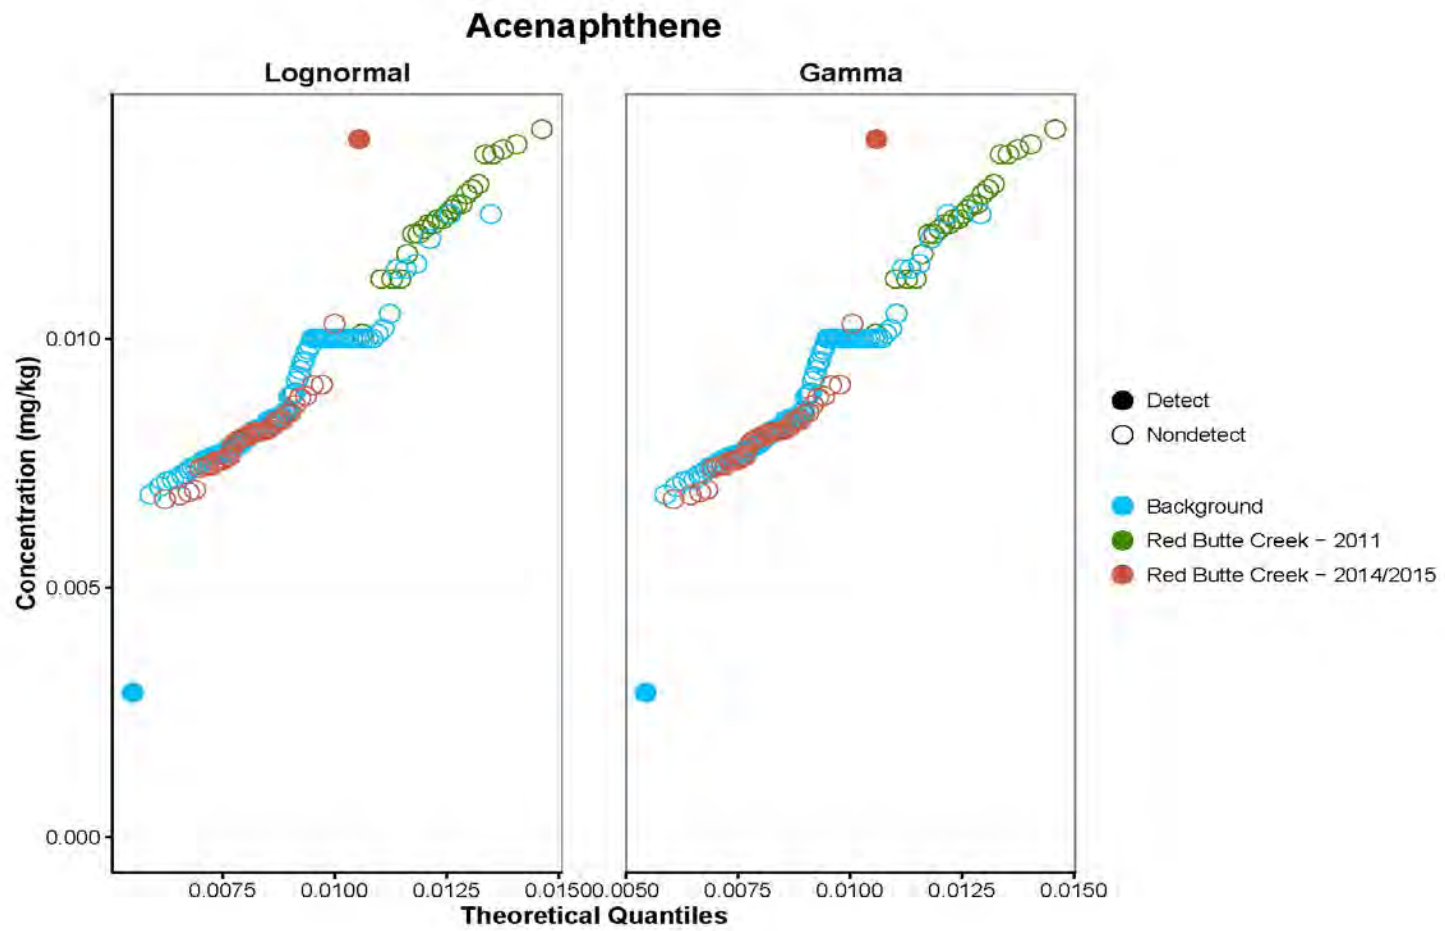 Acenaphthene
Lognormal
Gamma
Concentration (mg/kg)
0.010
0.005
0.000
0.0075
0.0100
0.0125
0.0150
0.0050
0.0075
0.0100
0.0125
0.0150
Theoretical Quantiles
Detect
Nondetect
Background
Red Butte Creek − 2011
Red Butte Creek − 2014/2015